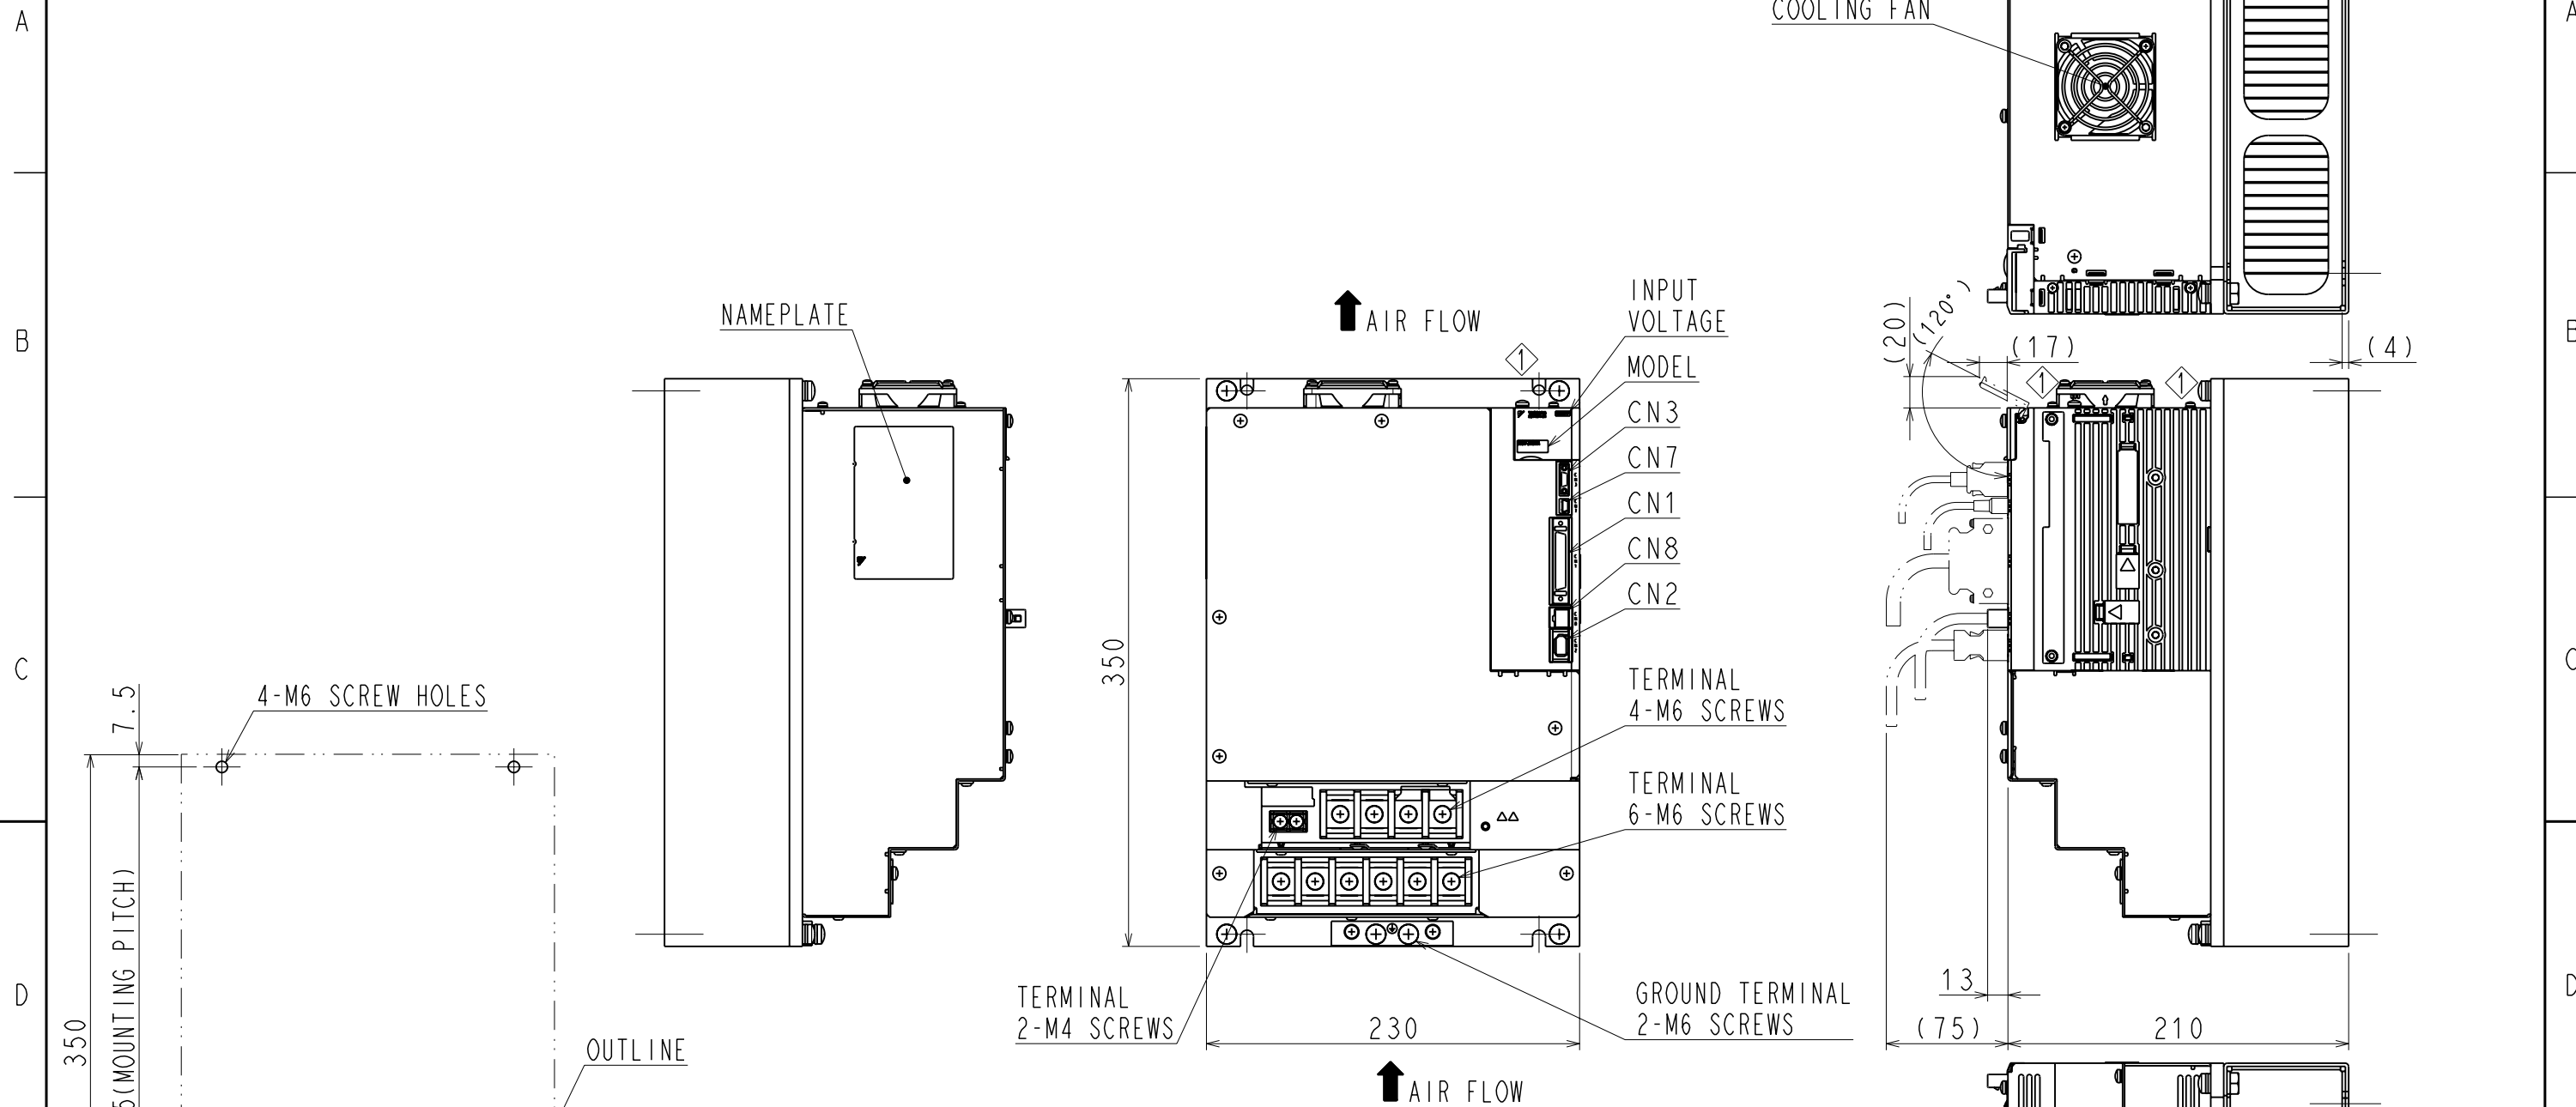 A
COOLING FAN
A
B
NAMEPLATE
AIR FLOW
INPUT
VOLTAGE
1
MODEL
CN3
CN7
CN1
CN8
CN2
(20)
(120°)
(17)
(4)
1
1
B
C
350
7.5
4-M6 SCREW HOLES
TERMINAL
4-M6 SCREWS
TERMINAL
6-M6 SCREWS
D
350
(MOUNTING PITCH)
OUTLINE
TERMINAL
2-M4 SCREWS
230
GROUND TERMINAL
2-M6 SCREWS
13
(75)
210
AIR FLOW
D